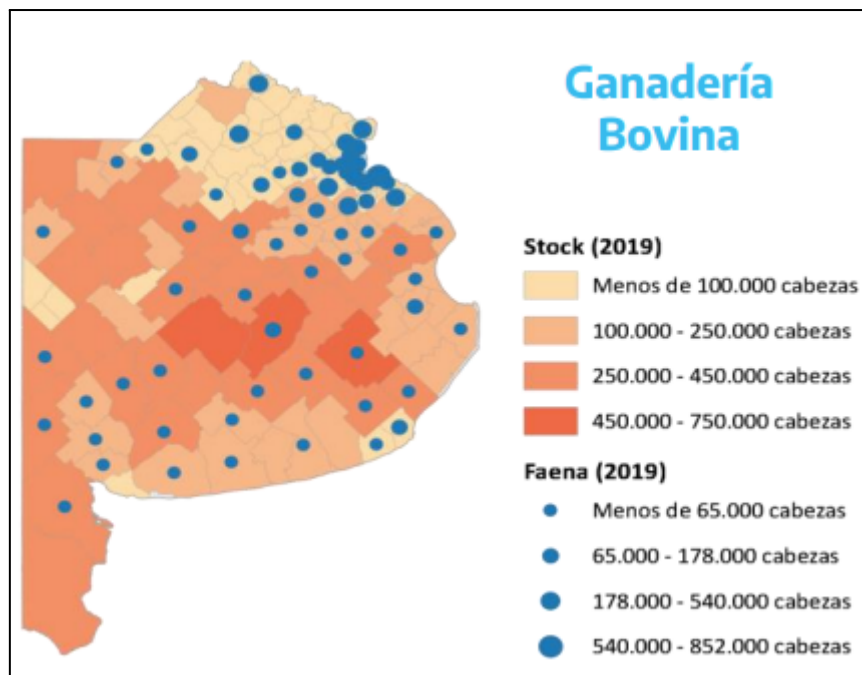 Ganadería
Bovina
Stock (2019)
Menos de 100.000 cabezas
100.000 - 250.000 cabezas
250.000 - 450.000 cabezas
450.000 - 750.000 cabezas
Faena (2019)
Menos de 65.000 cabezas
65.000 - 178.000 cabezas
178.000 - 540.000 cabezas
540.000 - 852.000 cabezas